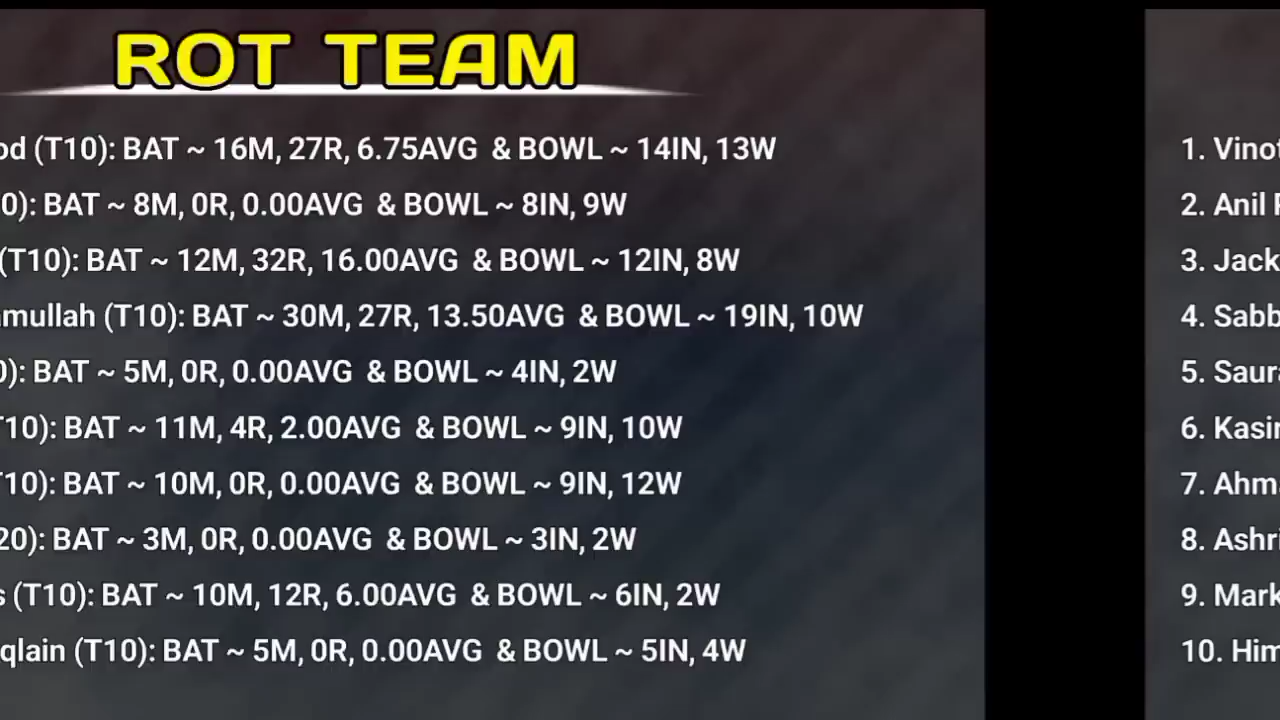 ROT TEAM
od (T10): BAT ~ 16M, 27R, 6.75AVG & BOWL ~ 14IN, 13W
0): BAT ~ 8M, 0R, 0.00AVG & BOWL ~ 8IN, 9W
(T10): BAT ~ 12M, 32R, 16.00AVG & BOWL ~ 12IN, 8W
mullah (T10): BAT ~ 30M, 27R, 13.50AVG & BOWL ~ 19IN, 10W
0): BAT ~ 5M, 0R, 0.00AVG & BOWL ~ 4IN, 2W
T10): BAT ~ 11M, 4R, 2.00AVG & BOWL ~ 9IN, 10W
T10): BAT ~ 10M, 0R, 0.00AVG & BOWL ~ 9IN, 12W
20): BAT ~ 3M, 0R, 0.00AVG & BOWL ~ 3IN, 2W
s (T10): BAT ~ 10M, 12R, 6.00AVG & BOWL ~ 6IN, 2W
qlain (T10): BAT ~ 5M, 0R, 0.00AVG & BOWL ~ 5IN, 4W
1. Vinot
2. Anil
3. Jack
4. Sabb
5. Saura
6. Kasin
7. Ahma
8. Ashr
9. Mark
10. Him